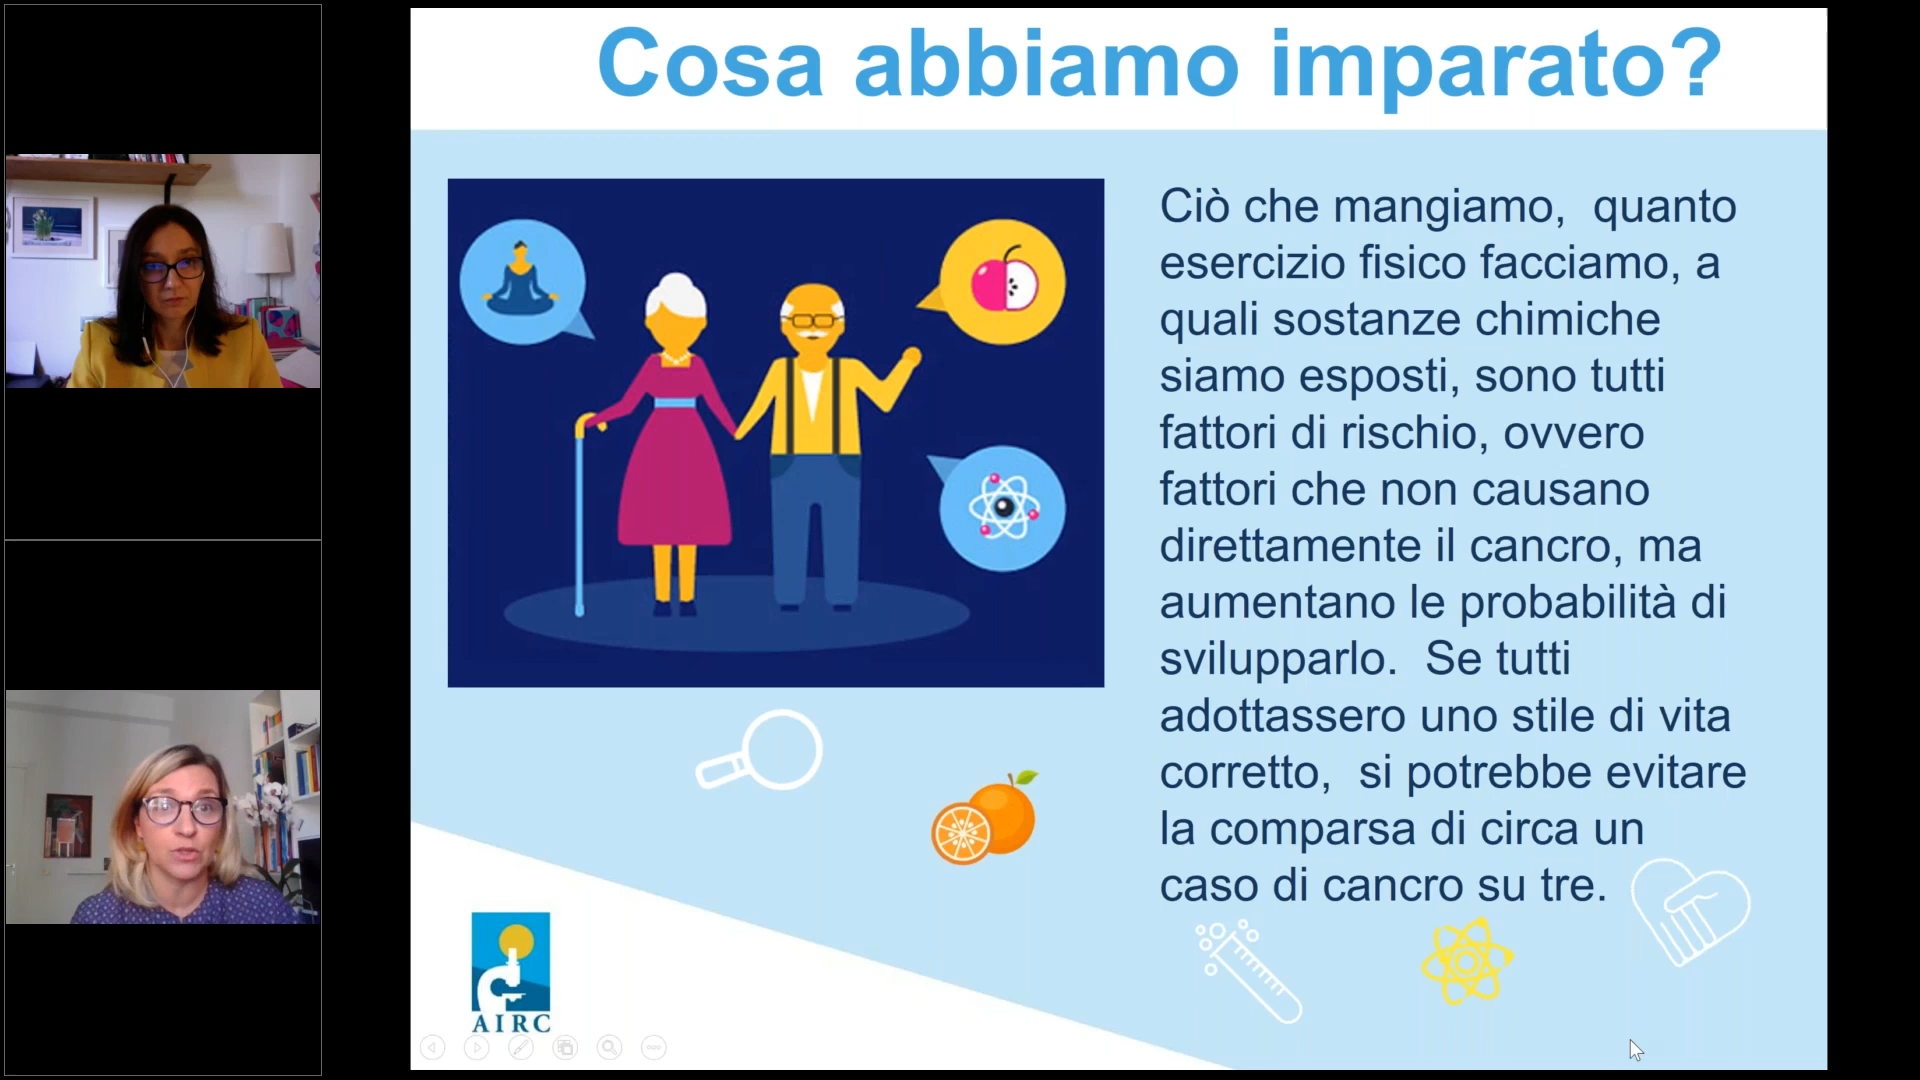 Cosa abbiamo imparato?
Ciò che mangiamo,  quanto
esercizio fisico facciamo, a
quali sostanze chimiche
siamo esposti, sono tutti
fattori di rischio, ovvero
fattori che non causano
direttamente il cancro, ma
aumentano le probabilità di
svilupparlo.  Se tutti
adottassero uno stile di vita
corretto,  si potrebbe evitare
la comparsa di circa un
caso di cancro su tre.
AIRC